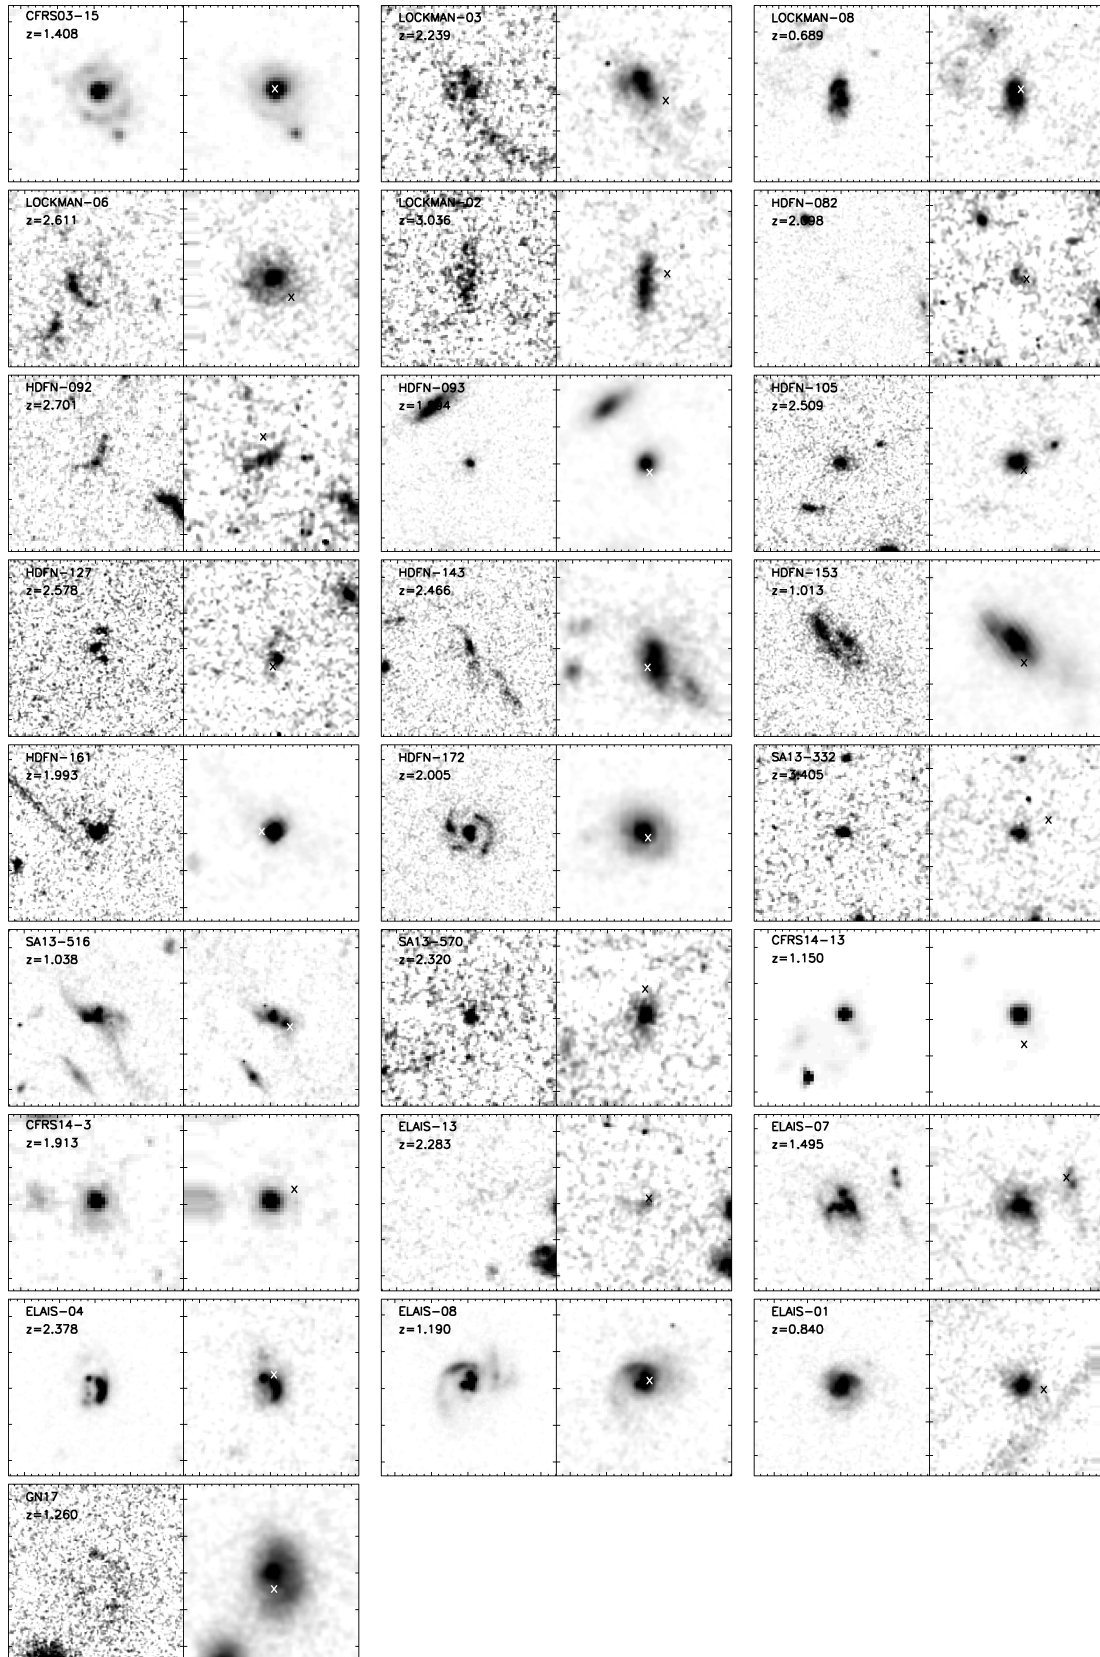 CFRS03-15
z=1.408
x
LOCKMAN-03
z=2.239
x
LOCKMAN-08
z=0.689
x
LOCKMAN-06
z=2.611
x
LOCKMAN-02
z=3.036
x
HDFN-082
z=2.098
x
HDFN-092
z=2.701
x
HDFN-093
x
HDFN-105
z=2.509
x
HDFN-127
z=2.578
x
HDFN-143
z=2.466
x
HDFN-153
z=1.013
x
HDFN-161
z=1.993
x
HDFN-172
z=2.005
x
SA13-332
z=3.405
x
SA13-516
z=1.038
x
SA13-570
z=2.320
x
CFRS14-13
z=1.150
x
CFRS14-3
z=1.913
x
ELAIS-13
z=2.283
x
ELAIS-07
z=1.495
x
ELAIS-04
z=2.378
x
ELAIS-08
z=1.190
x
ELAIS-01
z=0.840
x
GN17
z=1.260
x